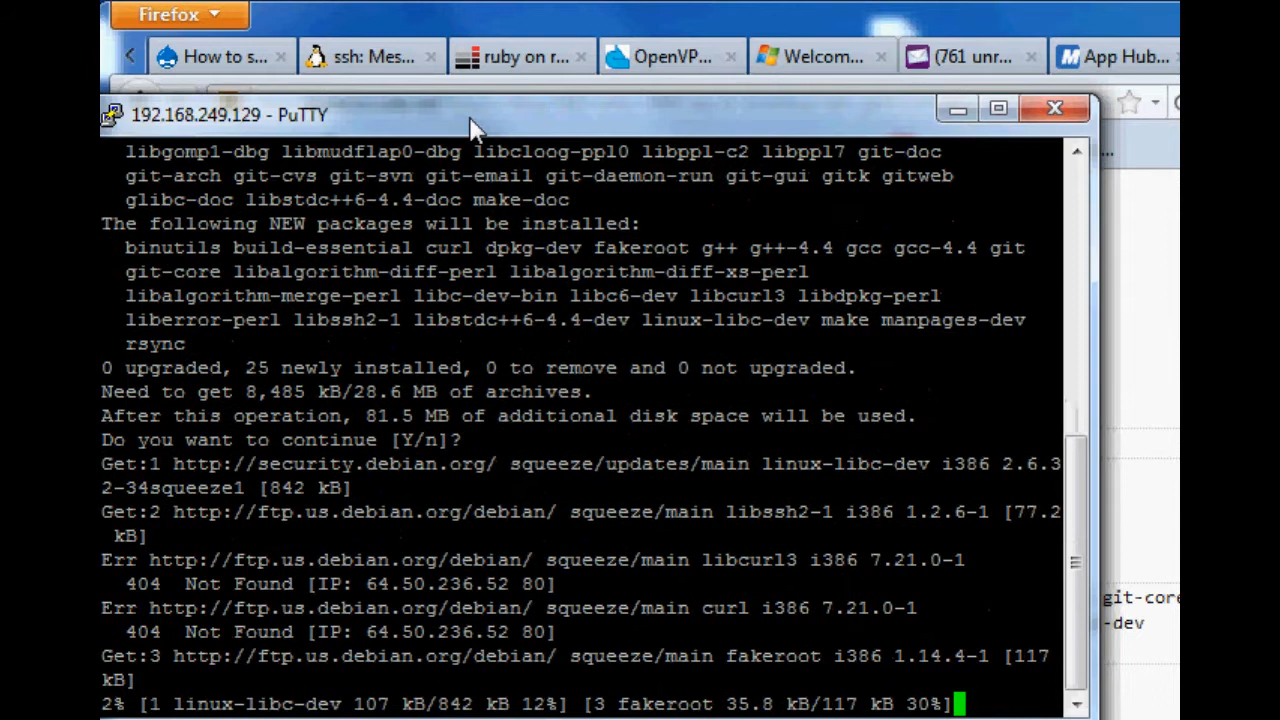 Firefox
How to s...
ssh: Mes...
ruby on r...
OpenVP...
Welcom...
(761 unr...
App Hub...
192.168.249.129 - PuTTY
libgomp1-dbg libmudflap0-dbg libcloog-ppl0 libppl-c2 libppl7 git-doc
git-arch git-cvs git-svn git-email git-daemon-run git-gui gitk gitweb
glibc-doc libstdc++6-4.4-doc make-doc
The following NEW packages will be installed:
binutils build-essential curl dpkg-dev fakeroot g++ g++-4.4 gcc gcc-4.4 git
git-core libalgorithm-diff-perl libalgorithm-diff-xs-perl
libalgorithm-merge-perl libc-dev-bin libc6-dev libcurl3 libdpkg-perl
liberror-perl libssh2-1 libstdc++6-4.4-dev linux-libc-dev make manpages-dev
rsync
0 upgraded, 25 newly installed, 0 to remove and 0 not upgraded.
Need to get 8,485 kB/28.6 MB of archives.
After this operation, 81.5 MB of additional disk space will be used.
Do you want to continue [Y/n]?
Get:1 http://security.debian.org/ squeeze/updates/main linux-libc-dev i386 2.6.3
2-34squeeze1 [842 kB]
Get:2 http://ftp.us.debian.org/debian/ squeeze/main libssh2-1 i386 1.2.6-1 [77.2
kB]
Err http://ftp.us.debian.org/debian/ squeeze/main libcurl3 i386 7.21.0-1
404 Not Found [IP: 64.50.236.52 80]
Err http://ftp.us.debian.org/debian/ squeeze/main curl i386 7.21.0-1
404 Not Found [IP: 64.50.236.52 80]
Get:3 http://ftp.us.debian.org/debian/ squeeze/main fakeroot i386 1.14.4-1 [117
kB]
2% [1 linux-libc-dev 107 kB/842 kB 12%] [3 fakeroot 35.8 kB/117 kB 30%]
git-core
-dev